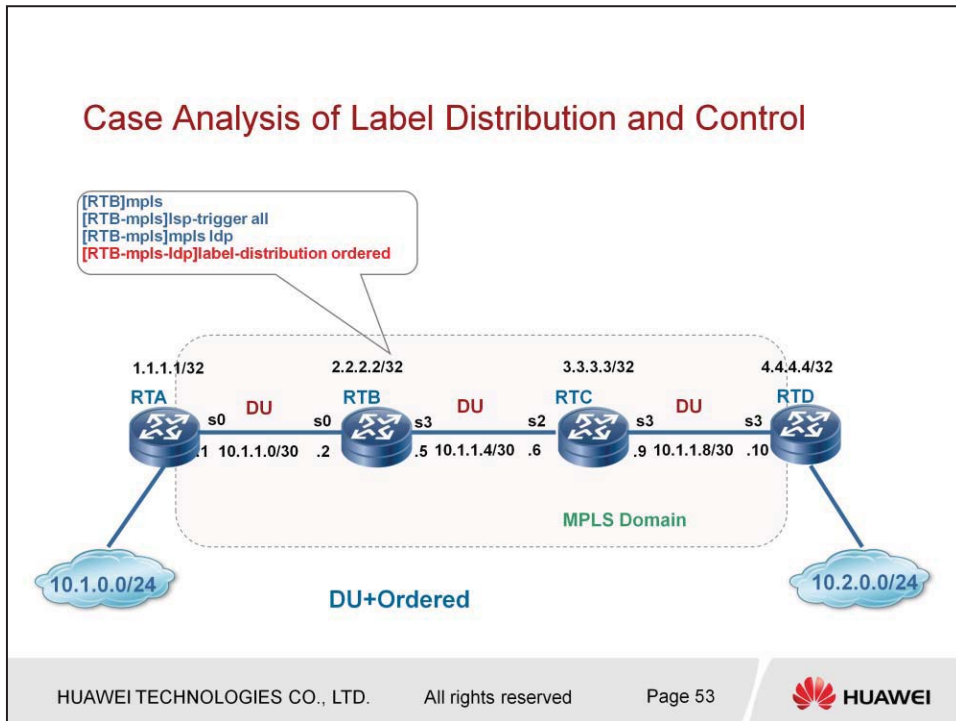 Case Analysis of Label Distribution and Control
[RTB]mpls
[RTB-mpls]lsp-trigger all
[RTB-mpls]mpls ldp
[RTB-mpls-ldp]label-distribution ordered
1.1.1.1/32 2.2.2.2/32 3.3.3.3/32 4.4.4.4/32
RTA DU RTB DU RTC DU RTD
s0 s0 s3 s2 s3 s3
.1 10.1.1.0/30 .2 .5 10.1.1.4/30 .6 .9 10.1.1.8/30 .10
MPLS Domain
10.1.0.0/24 10.2.0.0/24
DU+Ordered
HUAWEI TECHNOLOGIES CO., LTD. All rights reserved Page 53 HUAWEI